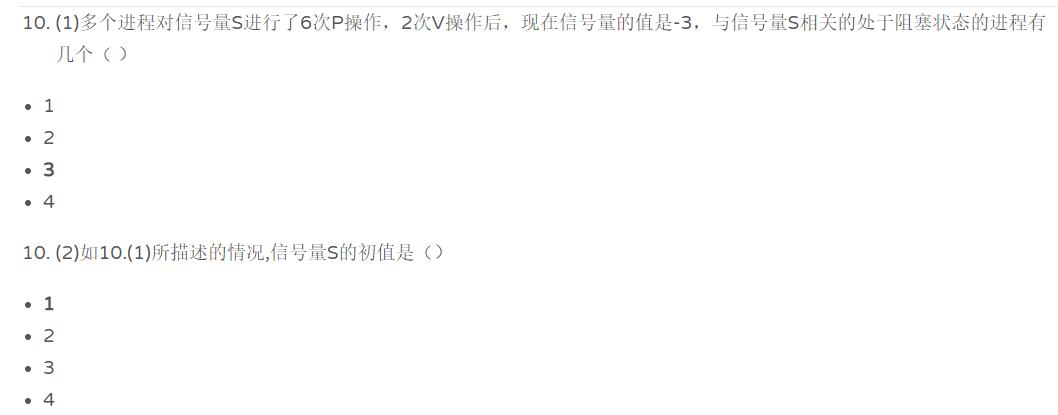 10. (1)多个进程对信号量S进行了6次P操作，2次V操作后，现在信号量的值是-3，与信号量S相关的处于阻塞状态的进程有
几个（ ）
• 1
• 2
• 3
• 4
10. (2)如10.(1)所描述的情况,信号量S的初值是（）
• 1
• 2
• 3
• 4